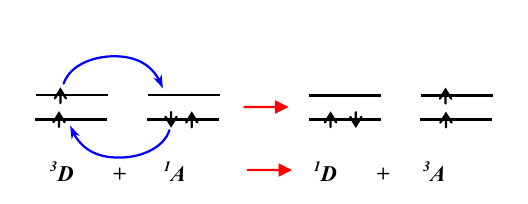 ³D + ¹A ¹D + ³A